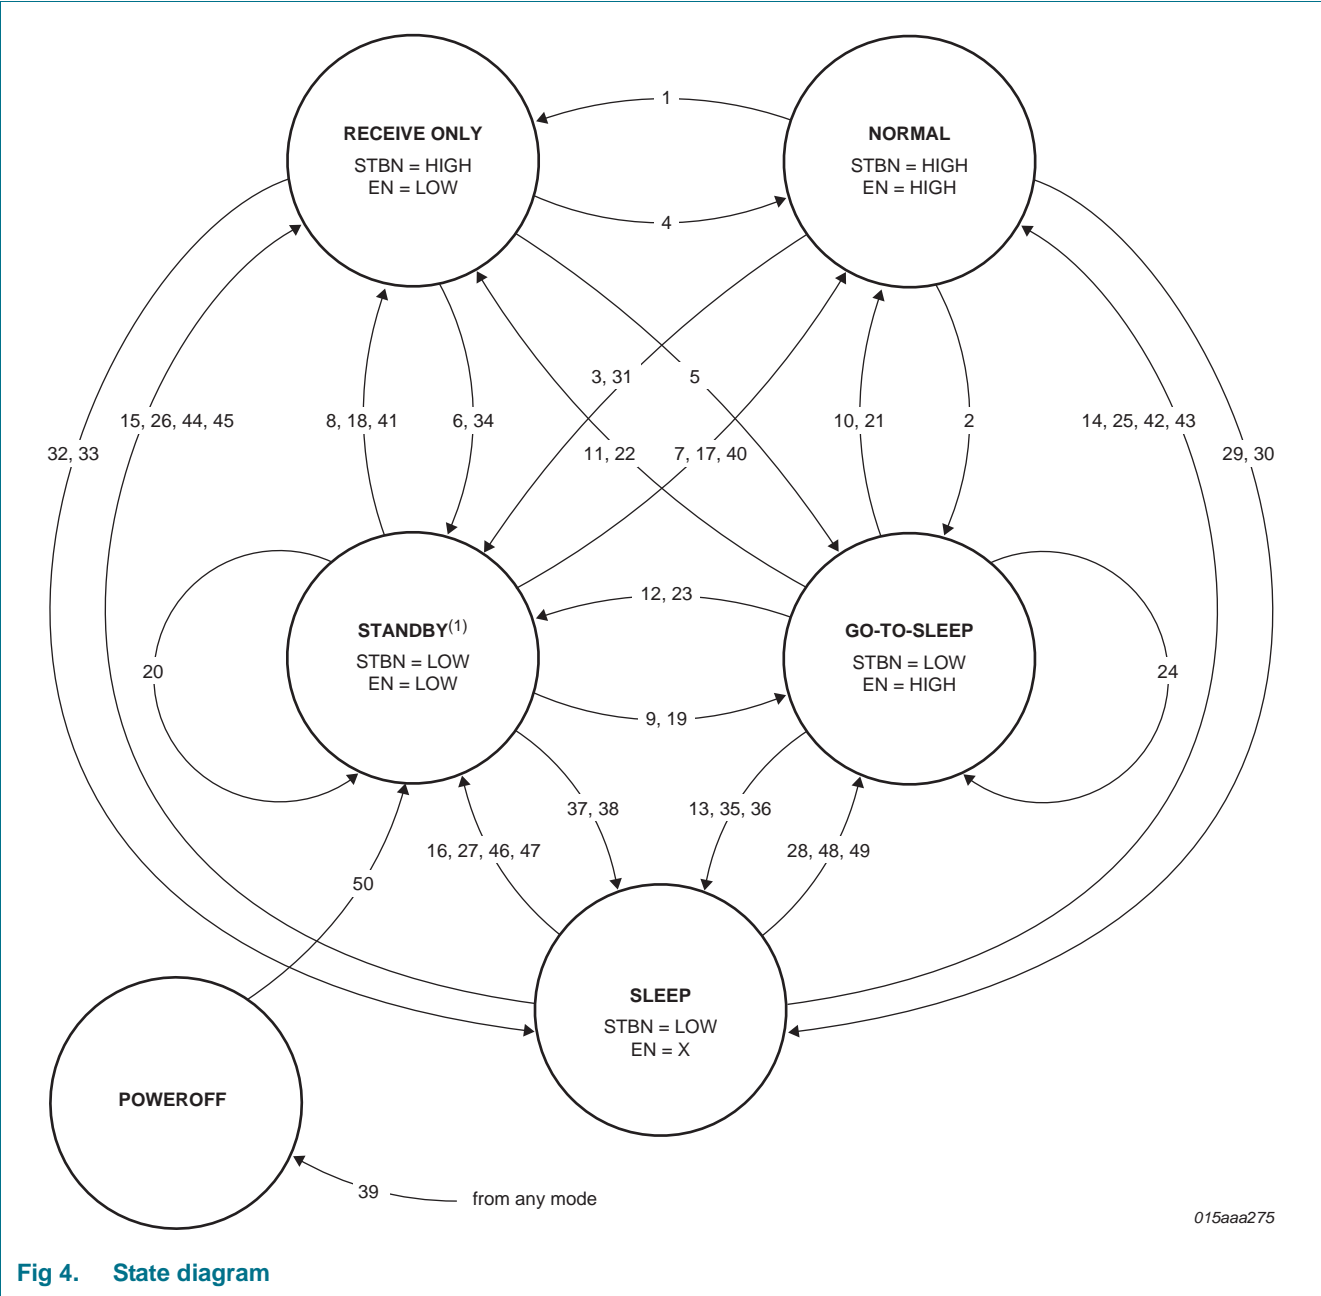 1
RECEIVE ONLY
STBN = HIGH
EN = LOW
NORMAL
STBN = HIGH
EN = HIGH
4
3, 31
5
15, 26, 44, 45
8, 18, 41
6, 34
10, 21
2
14, 25, 42, 43
32, 33
11, 22
7, 17, 40
29, 30
12, 23
STANDBY(1)
STBN = LOW
EN = LOW
GO-TO-SLEEP
STBN = LOW
EN = HIGH
20
24
9, 19
37, 38
13, 35, 36
16, 27, 46, 47
28, 48, 49
50
SLEEP
STBN = LOW
EN = X
POWEROFF
39
from any mode
015aaa275
Fig 4. State diagram